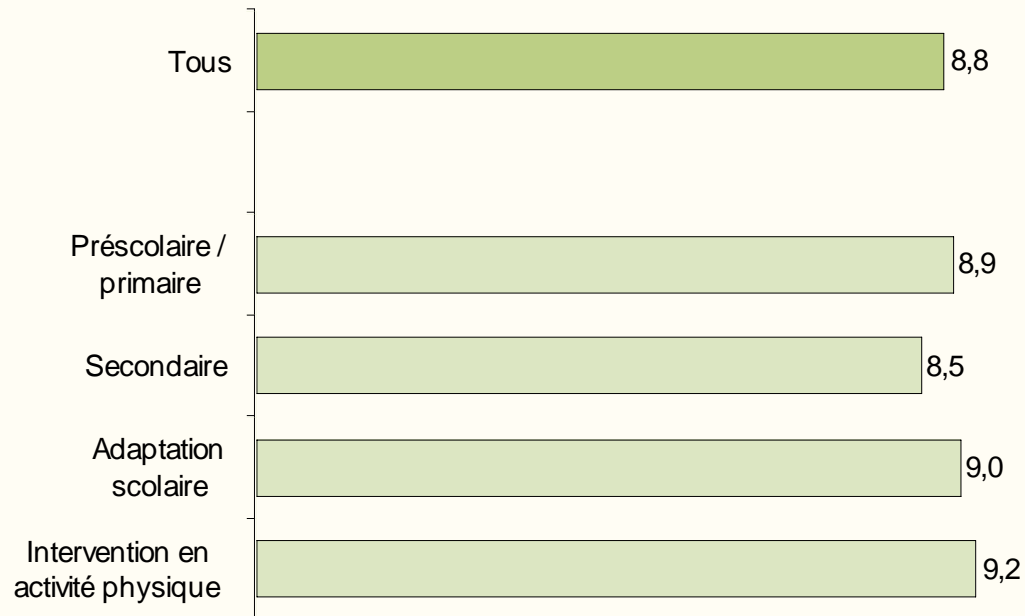 Tous
8,8
Préscolaire /
primaire
8,9
Secondaire
8,5
Adaptation
scolaire
9,0
Intervention en
activité physique
9,2